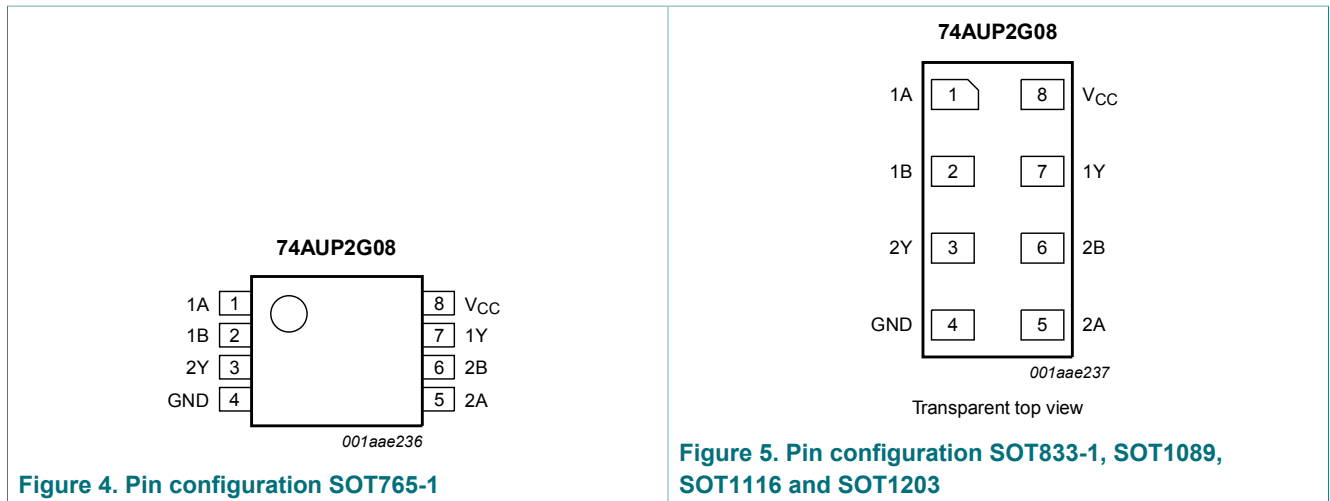 74AUP2G08
1A 1 8 VCC
1B 2 7 1Y
2Y 3 6 2B
GND 4 5 2A
001aae236
Figure 4. Pin configuration SOT765-1
74AUP2G08
1A 1 8 VCC
1B 2 7 1Y
2Y 3 6 2B
GND 4 5 2A
001aae237
Transparent top view
Figure 5. Pin configuration SOT833-1, SOT1089,
SOT1116 and SOT1203